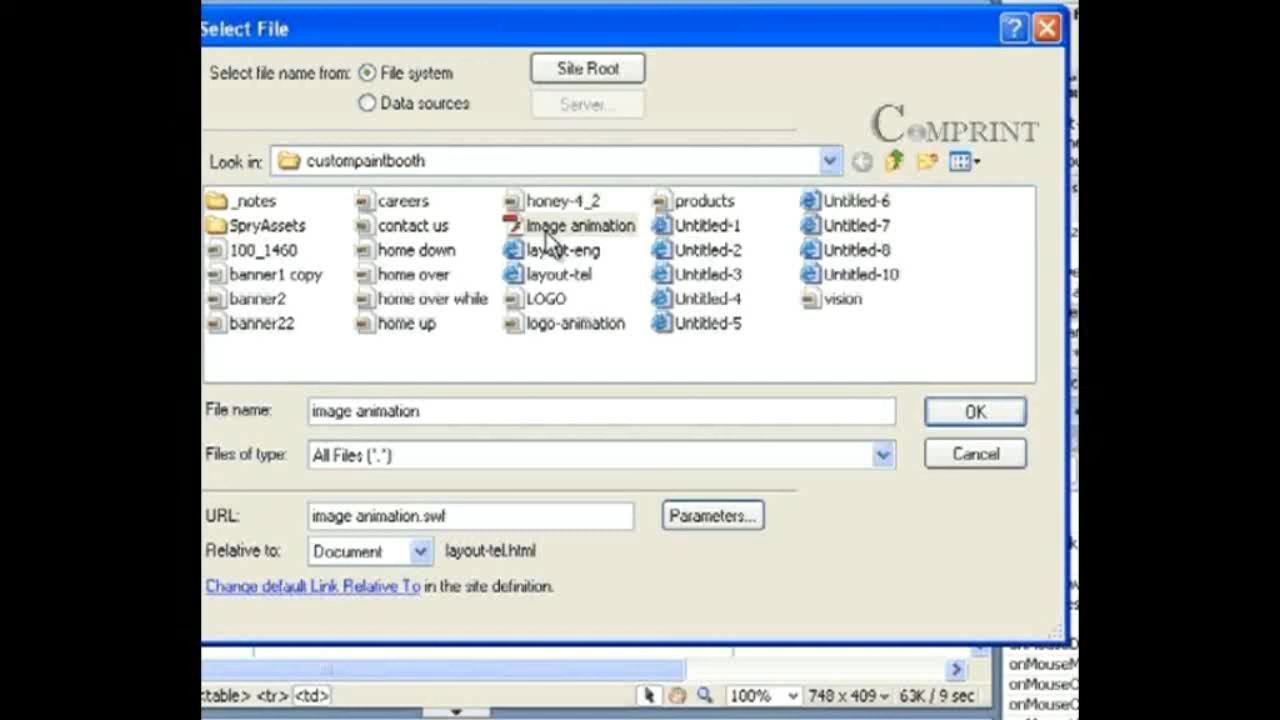 Select File
Select file name from: File system Site Root
Data sources Server...
COMPRINT
Look in: custompaintbooth
_notes careers honey-4_2 products Untitled-6
SpryAssets contact us image animation Untitled-1 Untitled-7
100_1460 home down layout-eng Untitled-2 Untitled-8
banner1 copy home over layout-tel Untitled-3 Untitled-10
banner2 home over while LOGO Untitled-4 vision
banner22 home up logo-animation Untitled-5
File name: image animation OK
Files of type: All Files (*.*) Cancel
URL: image animation.swf Parameters...
Relative to: Document layout-tel.html
Change default Link Relative To in the site definition.
<table> <tr> <td> 100% 748 x 409 63K / 9 sec
onMouseM
onMouseO
onMouseO